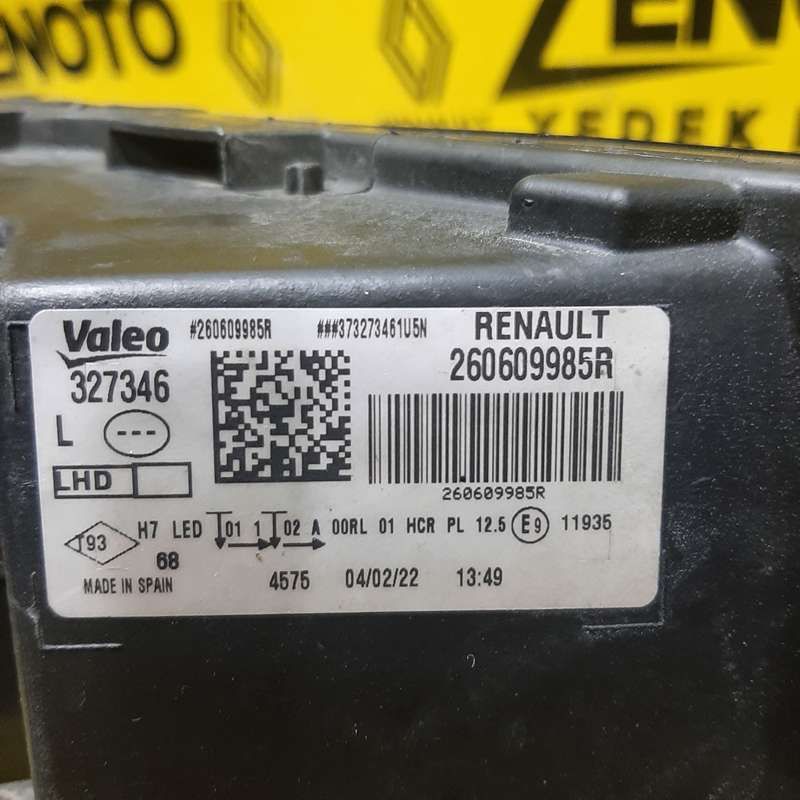 ENOTO
ZENOTO
YEDEK
Valeo
#260609985R
###373273461U5N
RENAULT
327346
260609985R
L
---
LHD
260609985R
T93
H7 LED 01 1 02 A 00RL 01 HCR PL 12.5 E9 11935
68
MADE IN SPAIN
4575 04/02/22 13:49